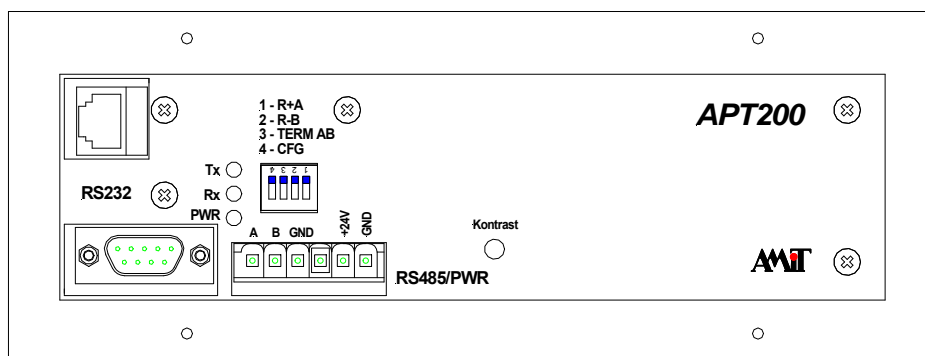 1 - R+A
2 - R-B
3 - TERM AB
4 - CFG
APT200
Tx
4 3 2 1
RS232
Rx
PWR
A B GND +24V GND
Kontrast
RS485/PWR
AMiT